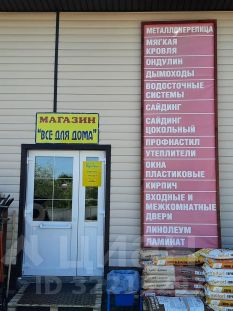 МАГАЗИН
"ВСЕ ДЛЯ ДОМА"
МЕТАЛЛОЧЕРЕПИЦА
МЯГКАЯ
КРОВЛЯ
ОНДУЛИН
ДЫМОХОДЫ
ВОДОСТОЧНЫЕ
СИСТЕМЫ
САЙДИНГ
САЙДИНГ
ЦОКОЛЬНЫЙ
ПРОФНАСТИЛ
УТЕПЛИТЕЛИ
ОКНА
ПЛАСТИКОВЫЕ
КИРПИЧ
ВХОДНЫЕ И
МЕЖКОМНАТНЫЕ
ДВЕРИ
ЛИНОЛЕУМ
ЛАМИНАТ